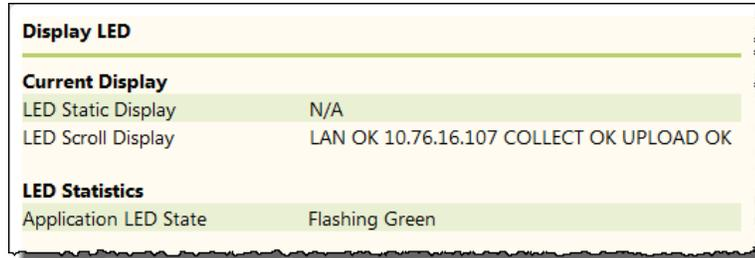 Display LED
Current Display
LED Static Display N/A
LED Scroll Display LAN OK 10.76.16.107 COLLECT OK UPLOAD OK
LED Statistics
Application LED State Flashing Green